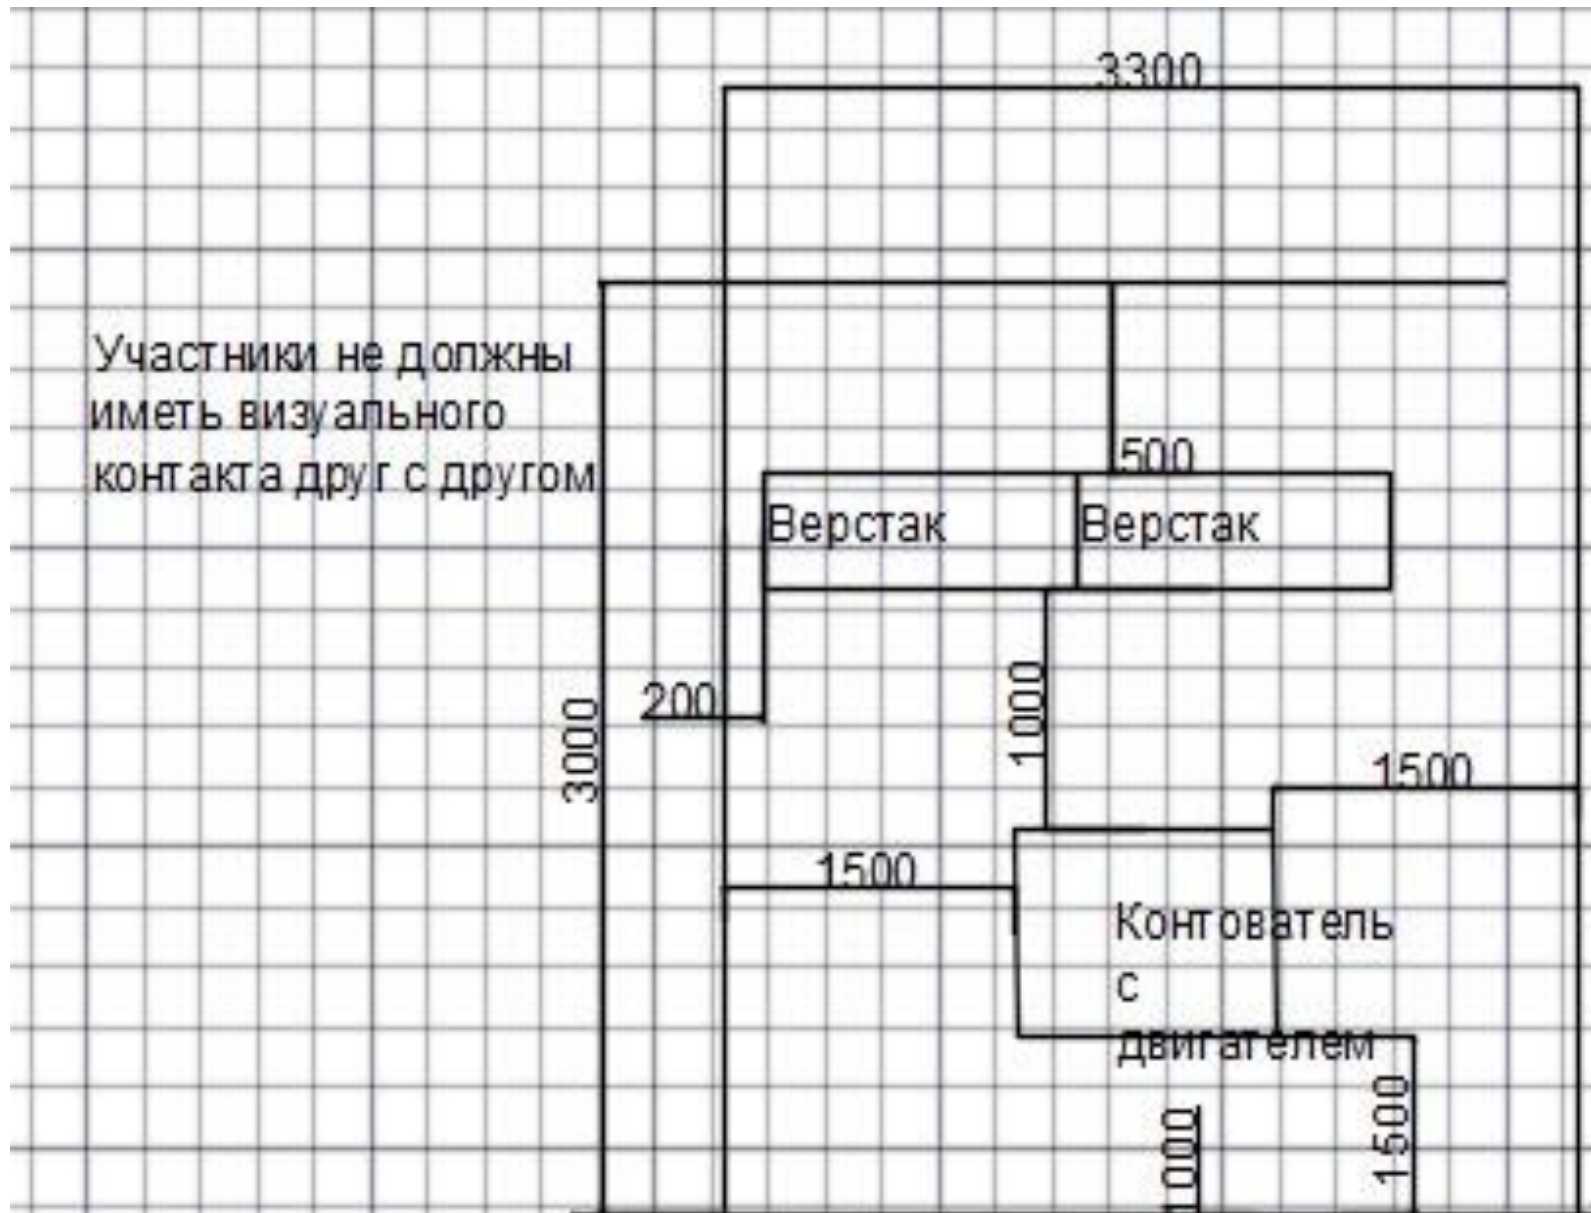 3300
Участники не должны
иметь визуального
контакта друг с другом
500
Верстак Верстак
200
3000
1000
1500
1500
Контователь
с
двигателем
1000
1500